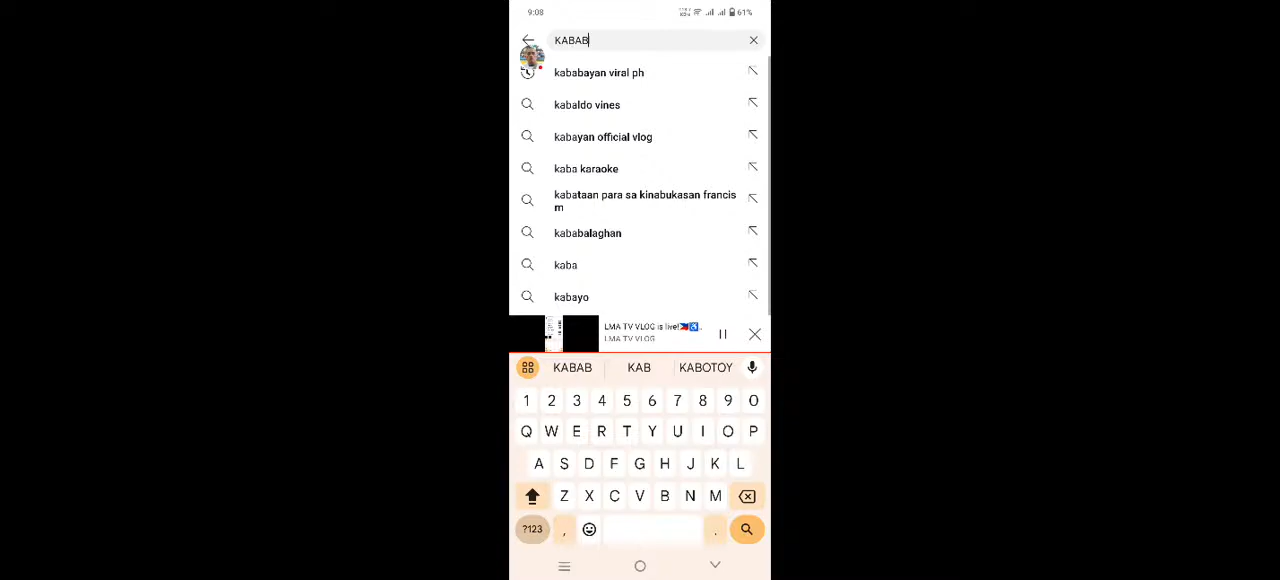 9:08
61%
KABAB
kababayan viral ph
kabaldo vines
kabayan official vlog
kaba karaoke
kabataan para sa kinabukasan francis
m
kababalaghan
kaba
kabayo
LMA TV VLOG is live!🇵🇭♿.
LMA TV VLOG
KABAB KAB KABOTOY
1 2 3 4 5 6 7 8 9 0
Q W E R T Y U I O P
A S D F G H J K L
Z X C V B N M
?123 , .